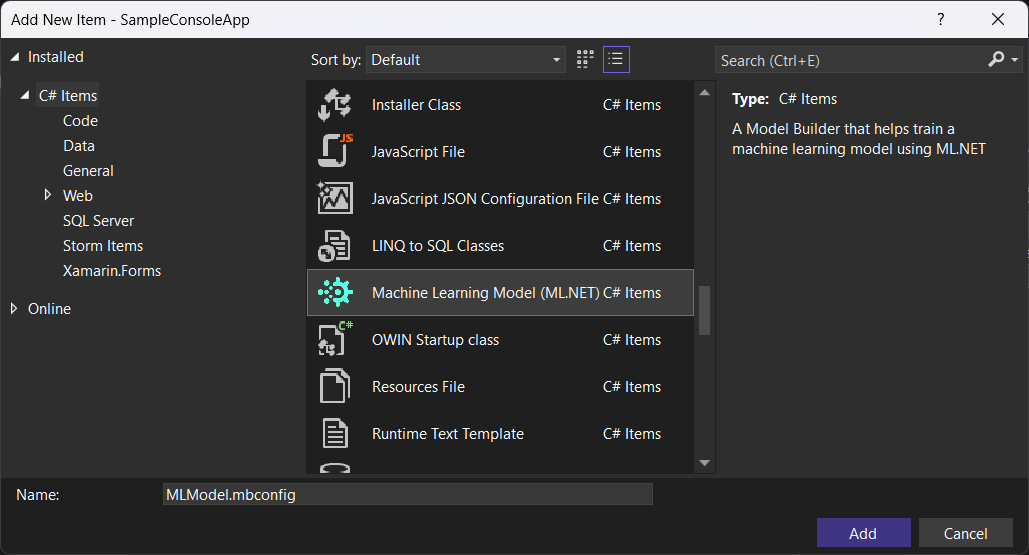 Add New Item - SampleConsoleApp
?
Installed
Sort by: Default
Search (Ctrl+E)
C# Items
Code
Data
General
Web
SQL Server
Storm Items
Xamarin.Forms
Online
Installer Class C# Items
JS
JavaScript File C# Items
JavaScript JSON Configuration File C# Items
LINQ to SQL Classes C# Items
Machine Learning Model (ML.NET) C# Items
C#
OWIN Startup class C# Items
Resources File C# Items
Runtime Text Template C# Items
Type: C# Items
A Model Builder that helps train a
machine learning model using ML.NET
Name: MLModel.mbconfig
Add Cancel